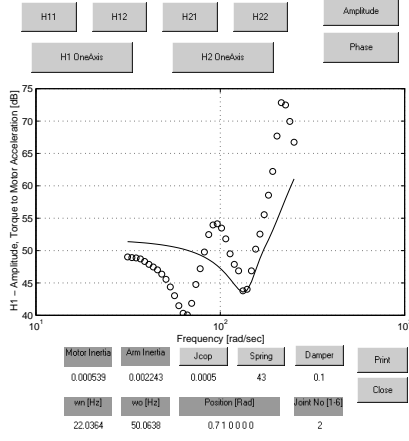 H11 H12 H21 H22 Amplitude
H1 OneAxis H2 OneAxis Phase
H1 – Amplitude, Torque to Motor Acceleration [dB]
75
70
65
60
55
50
45
40
10^1 10^2 10^3
Frequency [rad/sec]
Motor Inertia Arm Inertia Jcop Spring Damper Print
0.000539 0.002243 0.0005 43 0.1
Close
wn [Hz] wo [Hz] Position [Rad] Joint No [1-6]
22.0364 50.0638 0.7 1 0 0 0 0 2